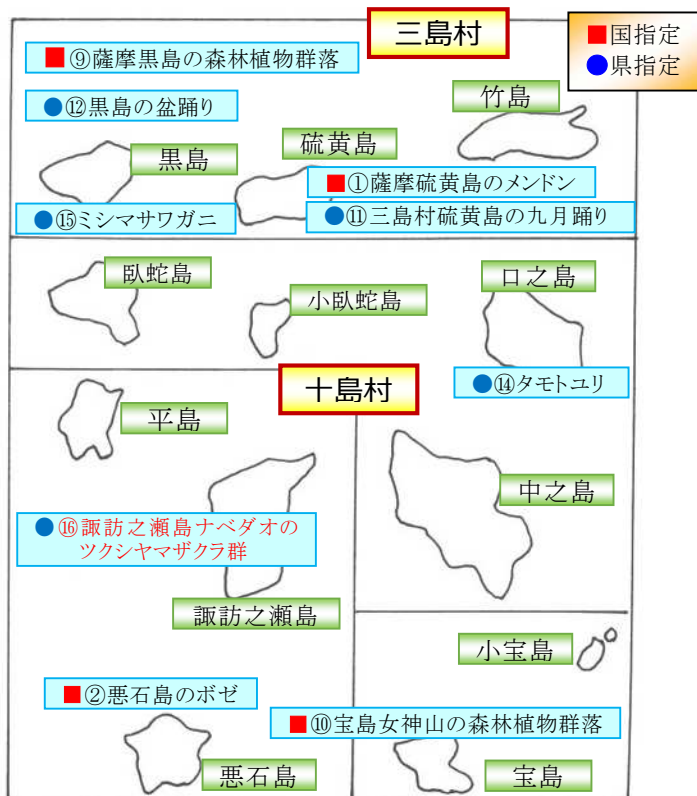 三島村
■国指定
●県指定
■⑨薩摩黒島の森林植物群落
●⑫黒島の盆踊り
竹島
硫黄島
黒島
■①薩摩硫黄島のメンドン
●⑮ミシマサワガニ
●⑪三島村硫黄島の九月踊り
臥蛇島
小臥蛇島
口之島
●⑭タモトユリ
十島村
平島
中之島
●⑯諏訪之瀬島ナベダオの
ツクシヤマザクラ群
諏訪之瀬島
小宝島
■②悪石島のボゼ
■⑩宝島女神山の森林植物群落
悪石島
宝島